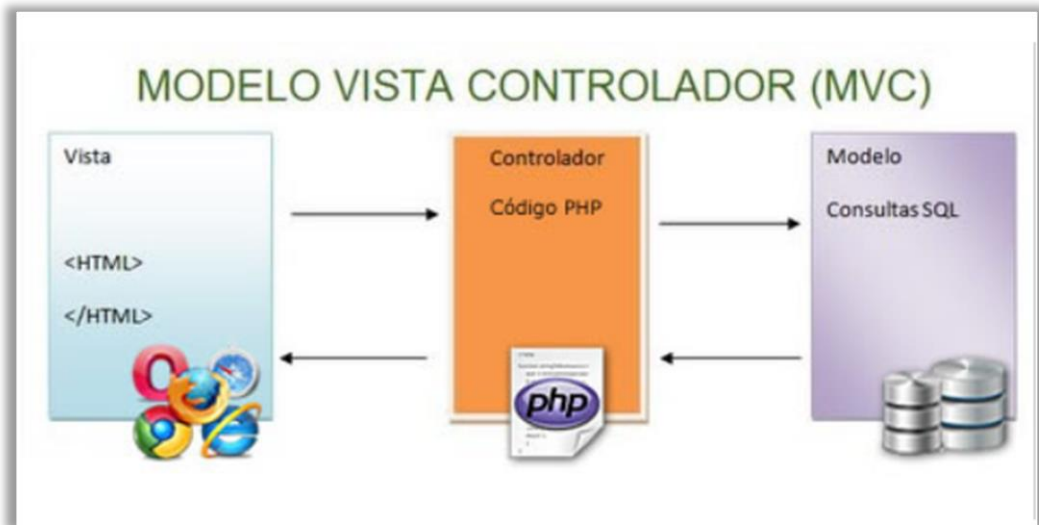 MODELO VISTA CONTROLADOR (MVC)
Vista
<HTML>
</HTML>
Controlador
Código PHP
php
Modelo
Consultas SQL